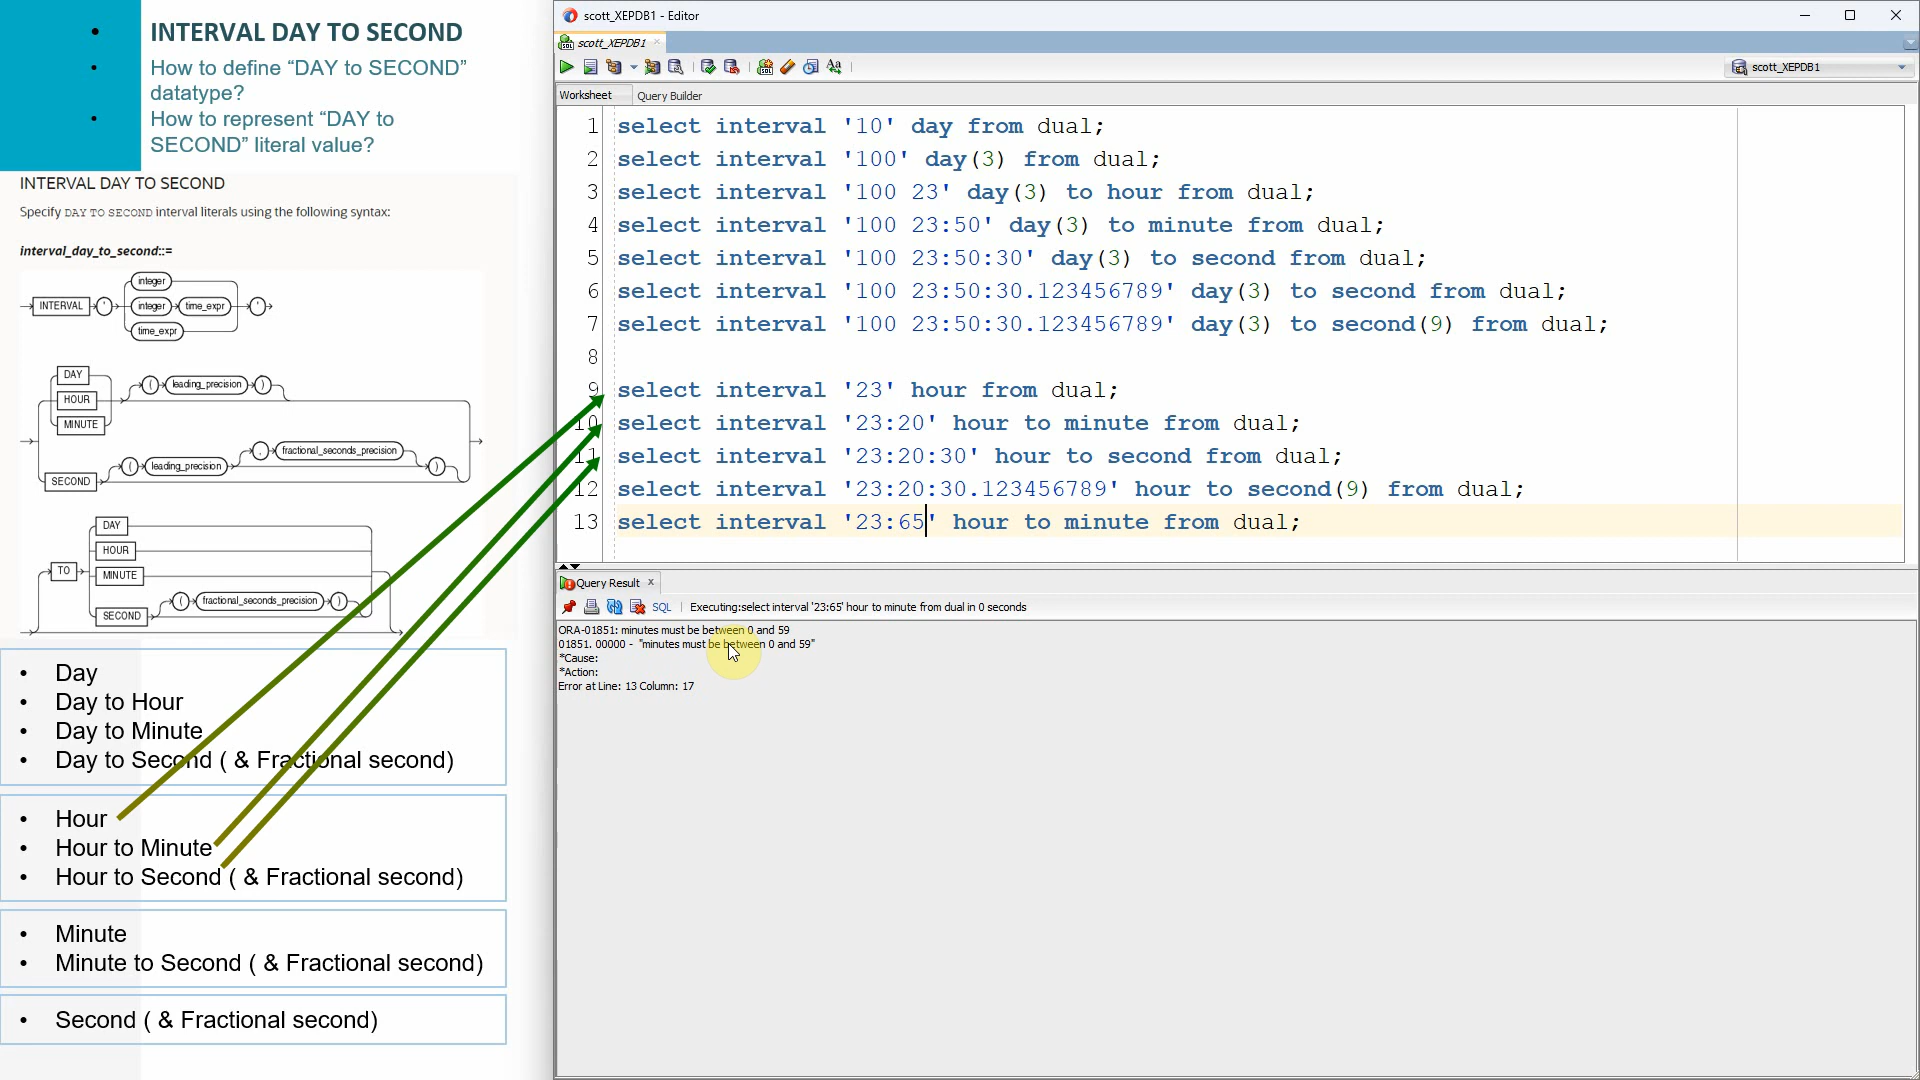 INTERVAL DAY TO SECOND
How to define “DAY to SECOND”
datatype?
How to represent “DAY to
SECOND” literal value?
INTERVAL DAY TO SECOND
Specify DAY TO SECOND interval literals using the following syntax:
interval_day_to_second::=
integer
INTERVAL ' integer time_expr '
time_expr
DAY ( leading_precision )
HOUR
MINUTE
, fractional_seconds_precision
( leading_precision )
SECOND
DAY
HOUR
TO MINUTE
( fractional_seconds_precision )
SECOND
• Day
• Day to Hour
• Day to Minute
• Day to Second ( & Fractional second)
• Hour
• Hour to Minute
• Hour to Second ( & Fractional second)
• Minute
• Minute to Second ( & Fractional second)
• Second ( & Fractional second)
scott_XEPDB1 - Editor
scott_XEPDB1
scott_XEPDB1
Worksheet Query Builder
1 select interval '10' day from dual;
2 select interval '100' day(3) from dual;
3 select interval '100 23' day(3) to hour from dual;
4 select interval '100 23:50' day(3) to minute from dual;
5 select interval '100 23:50:30' day(3) to second from dual;
6 select interval '100 23:50:30.123456789' day(3) to second from dual;
7 select interval '100 23:50:30.123456789' day(3) to second(9) from dual;
8
9 select interval '23' hour from dual;
10 select interval '23:20' hour to minute from dual;
11 select interval '23:20:30' hour to second from dual;
12 select interval '23:20:30.123456789' hour to second(9) from dual;
13 select interval '23:65' hour to minute from dual;
Query Result x
SQL | Executing:select interval '23:65' hour to minute from dual in 0 seconds
ORA-01851: minutes must be between 0 and 59
01851. 00000 - "minutes must be between 0 and 59"
*Cause:
*Action:
Error at Line: 13 Column: 17